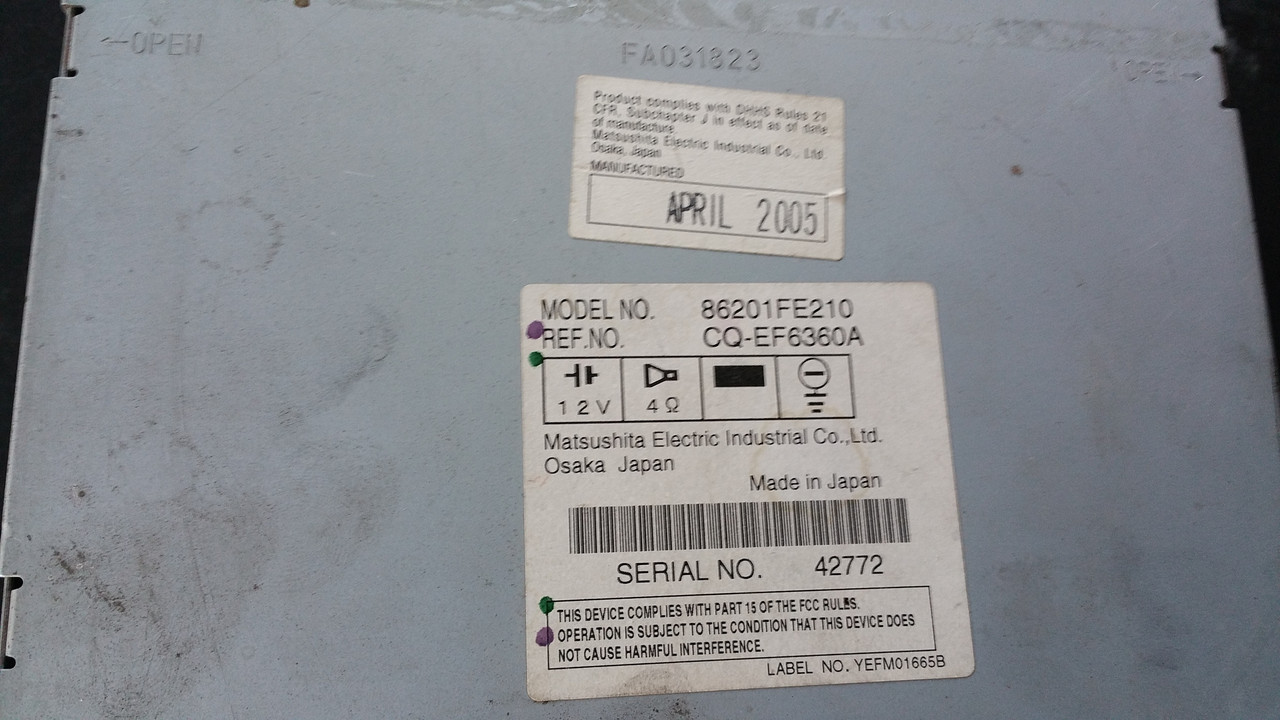 ←OPEN
FA031823
OPEN→
Product complies with DHHS Rules 21
CFR, Subchapter J in effect as of date
of manufacture.
Matsushita Electric Industrial Co., Ltd.
Osaka, Japan
MANUFACTURED
APRIL 2005
MODEL NO. 86201FE210
REF.NO. CQ-EF6360A
12V 4Ω
Matsushita Electric Industrial Co.,Ltd.
Osaka Japan
Made in Japan
SERIAL NO. 42772
THIS DEVICE COMPLIES WITH PART 15 OF THE FCC RULES.
OPERATION IS SUBJECT TO THE CONDITION THAT THIS DEVICE DOES
NOT CAUSE HARMFUL INTERFERENCE.
LABEL NO. YEFM01665B